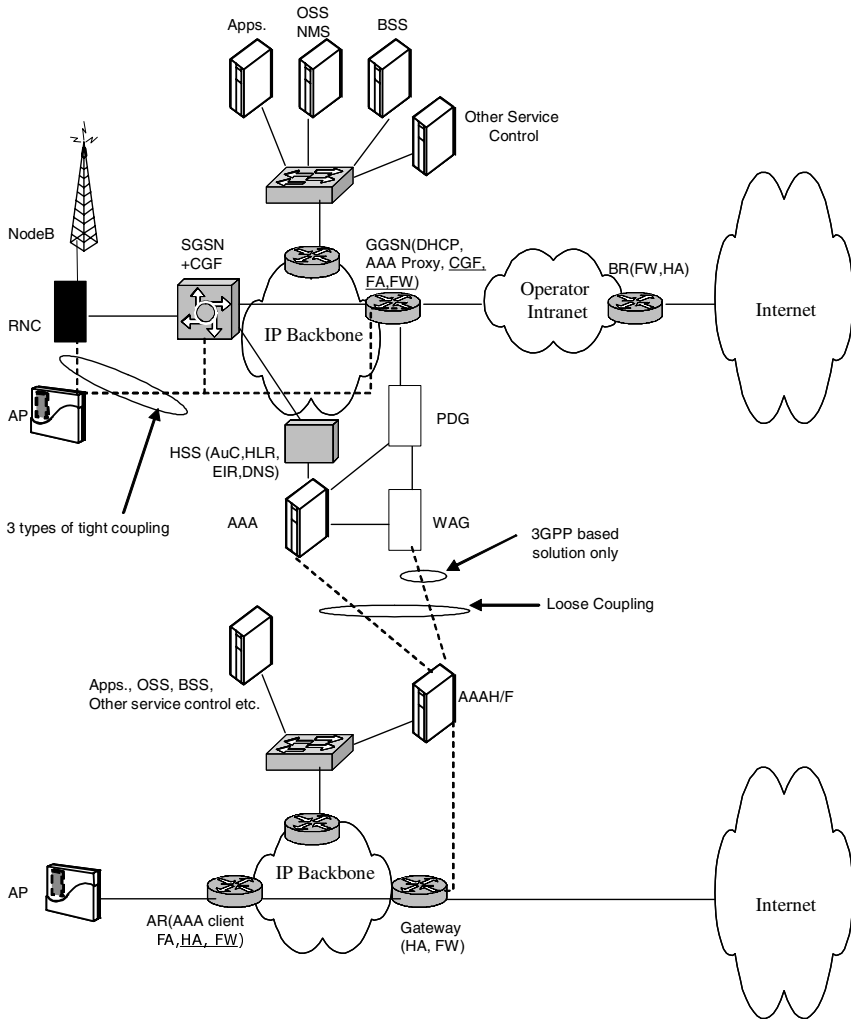 Apps.
OSS
NMS
BSS
Other Service
Control
NodeB
SGSN
+CGF
GGSN(DHCP,
AAA Proxy, CGF,
FA,FW)
BR(FW,HA)
Operator
Intranet
Internet
RNC
IP Backbone
AP
PDG
HSS (AuC,HLR,
EIR,DNS)
3 types of tight coupling
AAA
WAG
3GPP based
solution only
Loose Coupling
Apps., OSS, BSS,
Other service control etc.
AAAH/F
AP
IP Backbone
Internet
AR(AAA client
FA,HA, FW)
Gateway
(HA, FW)